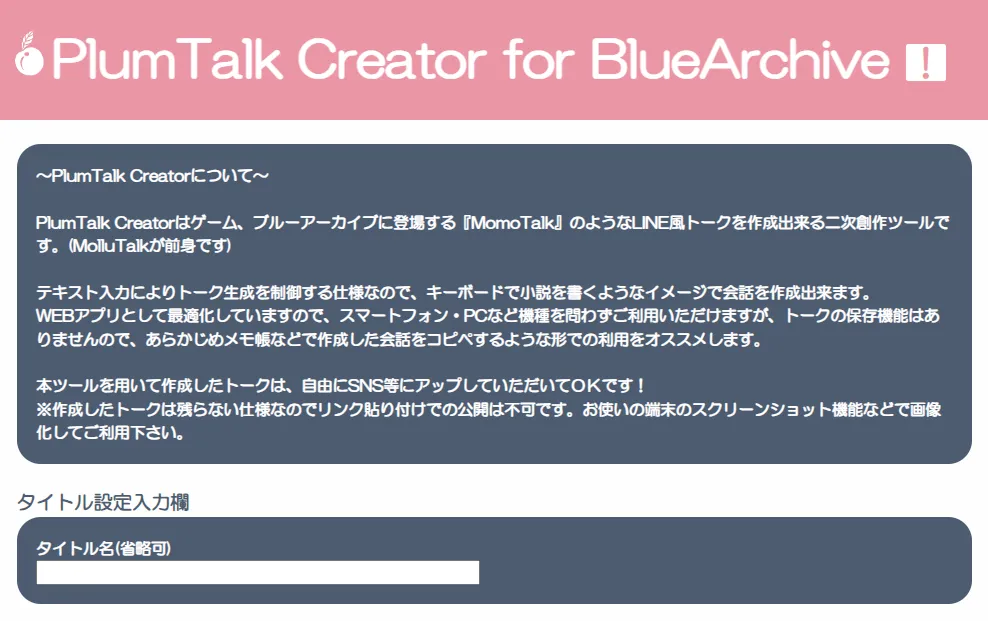 PlumTalk Creator for BlueArchive !
～PlumTalk Creatorについて～
PlumTalk Creatorはゲーム、ブルーアーカイブに登場する『MomoTalk』のようなLINE風トークを作成出来る二次創作ツールで
す。(MolluTalkが前身です)
テキスト入力によりトーク生成を制御する仕様なので、キーボードで小説を書くようなイメージで会話を作成出来ます。
WEBアプリとして最適化していますので、スマートフォン・PCなど機種を問わずご利用いただけますが、トークの保存機能はあ
りませんので、あらかじめメモ帳などで作成した会話をコピペするような形での利用をオススメします。
本ツールを用いて作成したトークは、自由にSNS等にアップしていただいてＯＫです！
※作成したトークは残らない仕様なのでリンク貼り付けでの公開は不可です。お使いの端末のスクリーンショット機能などで画像
化してご利用下さい。
タイトル設定入力欄
タイトル名(省略可)